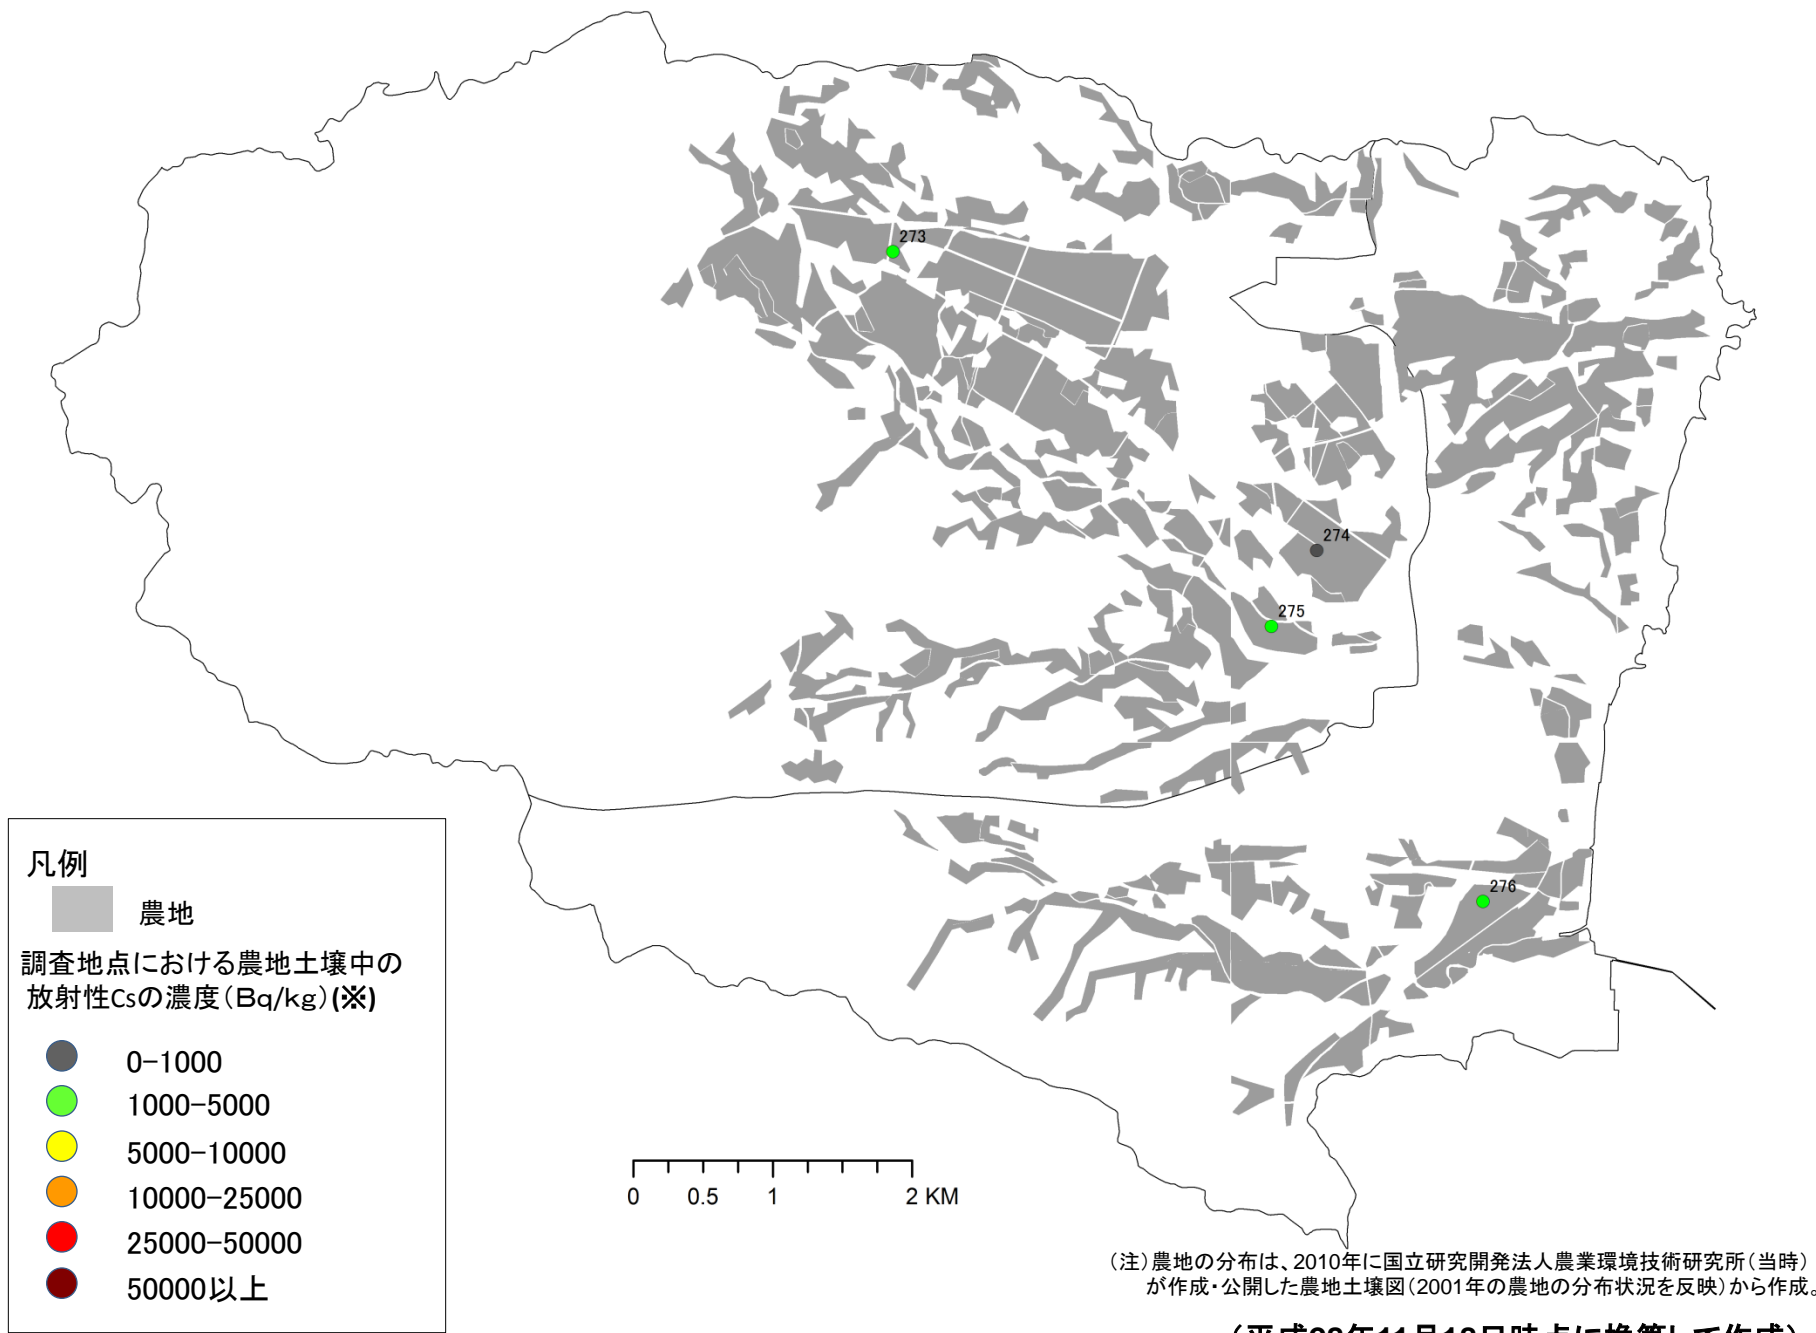 273
274
275
276
凡例
農地
調査地点における農地土壌中の
放射性Csの濃度(Bq/kg)(※)
0-1000
1000-5000
5000-10000
10000-25000
25000-50000
50000以上
0 0.5 1 2 KM
(注)農地の分布は、2010年に国立研究開発法人農業環境技術研究所(当時)
が作成・公開した農地土壌図(2001年の農地の分布状況を反映)から作成。